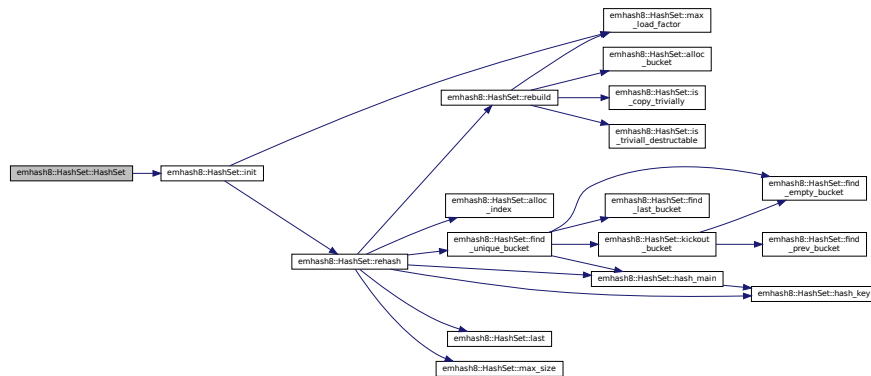 emhash8::HashSet::HashSet
emhash8::HashSet::init
emhash8::HashSet::max
_load_factor
emhash8::HashSet::rehash
emhash8::HashSet::rebuild
emhash8::HashSet::alloc
_bucket
emhash8::HashSet::is
_copy_trivially
emhash8::HashSet::is
_triviall_destructable
emhash8::HashSet::alloc
_index
emhash8::HashSet::find
_unique_bucket
emhash8::HashSet::find
_last_bucket
emhash8::HashSet::kickout
_bucket
emhash8::HashSet::find
_empty_bucket
emhash8::HashSet::find
_prev_bucket
emhash8::HashSet::hash_main
emhash8::HashSet::hash_key
emhash8::HashSet::last
emhash8::HashSet::max_size